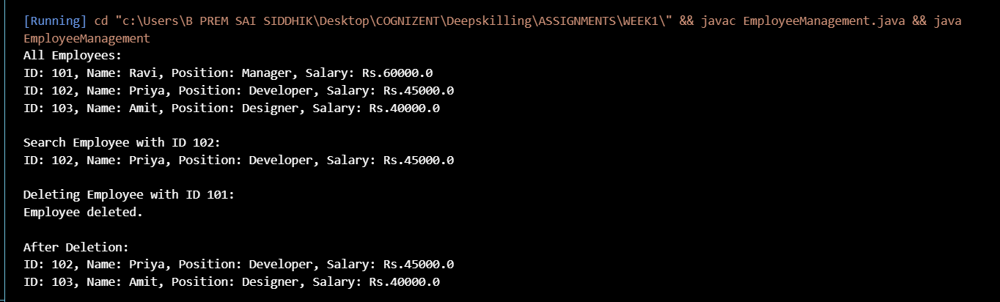 [Running] cd "c:\Users\B PREM SAI SIDDHIK\Desktop\COGNIZENT\Deepskilling\ASSIGNMENTS\WEEK1\" && javac EmployeeManagement.java && java
EmployeeManagement
All Employees:
ID: 101, Name: Ravi, Position: Manager, Salary: Rs.60000.0
ID: 102, Name: Priya, Position: Developer, Salary: Rs.45000.0
ID: 103, Name: Amit, Position: Designer, Salary: Rs.40000.0

Search Employee with ID 102:
ID: 102, Name: Priya, Position: Developer, Salary: Rs.45000.0

Deleting Employee with ID 101:
Employee deleted.

After Deletion:
ID: 102, Name: Priya, Position: Developer, Salary: Rs.45000.0
ID: 103, Name: Amit, Position: Designer, Salary: Rs.40000.0